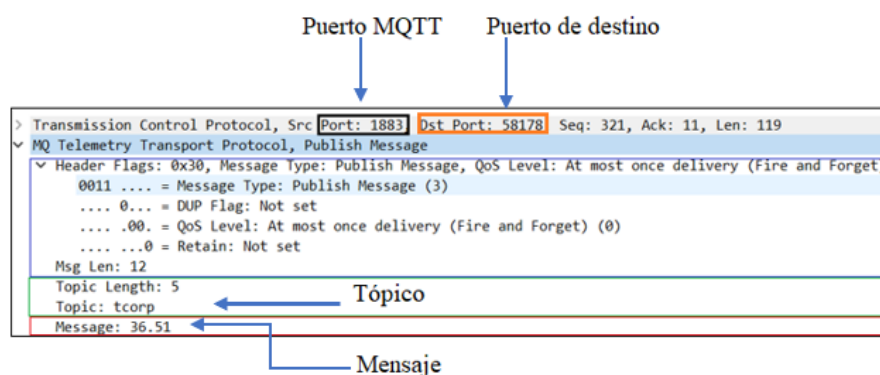 Puerto MQTT Puerto de destino
Transmission Control Protocol, Src Port: 1883, Dst Port: 58178, Seq: 321, Ack: 11, Len: 119
MQ Telemetry Transport Protocol, Publish Message
Header Flags: 0x30, Message Type: Publish Message, QoS Level: At most once delivery (Fire and Forget)
0011 .... = Message Type: Publish Message (3)
.... 0... = DUP Flag: Not set
.... .00. = QoS Level: At most once delivery (Fire and Forget) (0)
.... ...0 = Retain: Not set
Msg Len: 12
Topic Length: 5
Topic: tcorp
Tópico
Message: 36.51
Mensaje